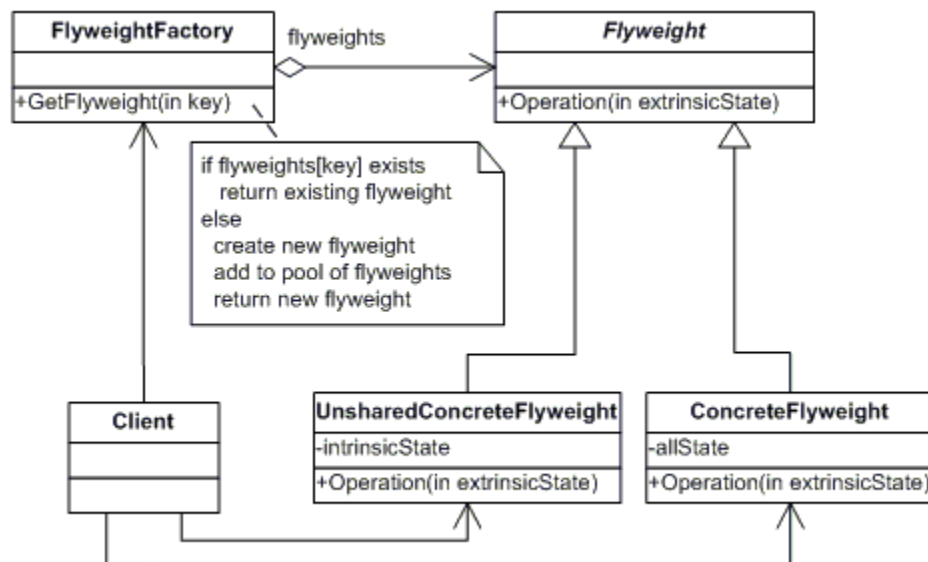 FlyweightFactory
flyweights
Flyweight
+GetFlyweight(in key)
+Operation(in extrinsicState)
if flyweights[key] exists
return existing flyweight
else
create new flyweight
add to pool of flyweights
return new flyweight
Client
UnsharedConcreteFlyweight
-intrinsicState
+Operation(in extrinsicState)
ConcreteFlyweight
-allState
+Operation(in extrinsicState)